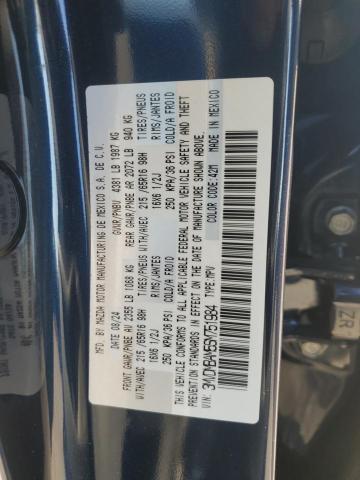 MFD. BY MAZDA MOTOR MANUFACTURING DE MEXICO S.A. DE C.V.
DATE: 08/24 GVWR/PNBV 4381 LB 1987 KG
FRONT GAWR/PNBE AV 2355 LB 1068 KG REAR GAWR/PNBE AR 2072 LB 940 KG
WITH/AVEC 215 /65R16 98H TIRES/PNEUS WITH/AVEC 215 /65R16 98H TIRES/PNEUS
16X6 1/2J RIMS/JANTES 16X6 1/2J RIMS/JANTES
250 KPA/36 PSI COLD/A FROID 250 KPA/36 PSI COLD/A FROID
THIS VEHICLE CONFORMS TO ALL APPLICABLE FEDERAL MOTOR VEHICLE SAFETY AND THEFT
PREVENTION STANDARDS IN EFFECT ON THE DATE OF MANUFACTURE SHOWN ABOVE.
TYPE:MPV COLOR CODE:42M MADE IN MEXICO
ZR